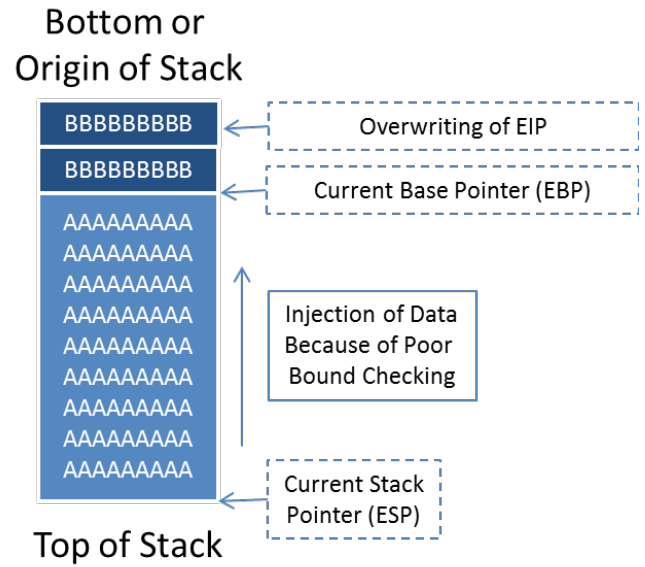 Bottom or
Origin of Stack
BBBBBBBBB
Overwriting of EIP
BBBBBBBBB
Current Base Pointer (EBP)
AAAAAAAAA
AAAAAAAAA
AAAAAAAAA
AAAAAAAAA
AAAAAAAAA
AAAAAAAAA
AAAAAAAAA
AAAAAAAAA
AAAAAAAAA
Injection of Data
Because of Poor
Bound Checking
Current Stack
Pointer (ESP)
Top of Stack